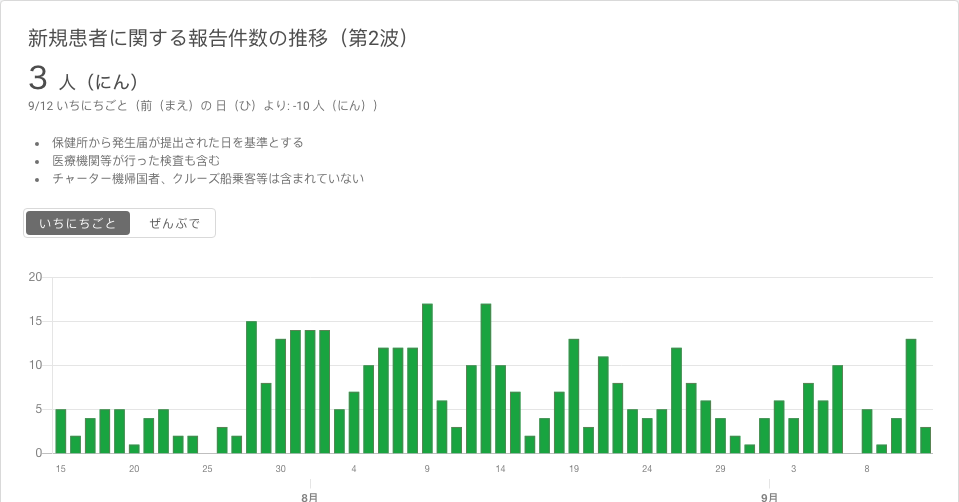 新規患者に関する報告件数の推移（第2波）
3 人（にん）
9/12 いちにちごと（前（まえ）の 日（ひ）より: -10 人（にん））
保健所から発生届が提出された日を基準とする
医療機関等が行った検査も含む
チャーター機帰国者、クルーズ船乗客等は含まれていない
いちにちごと ぜんぶで
20
15
10
5
0
15 20 25 30 4 9 14 19 24 29 3 8
8月 9月